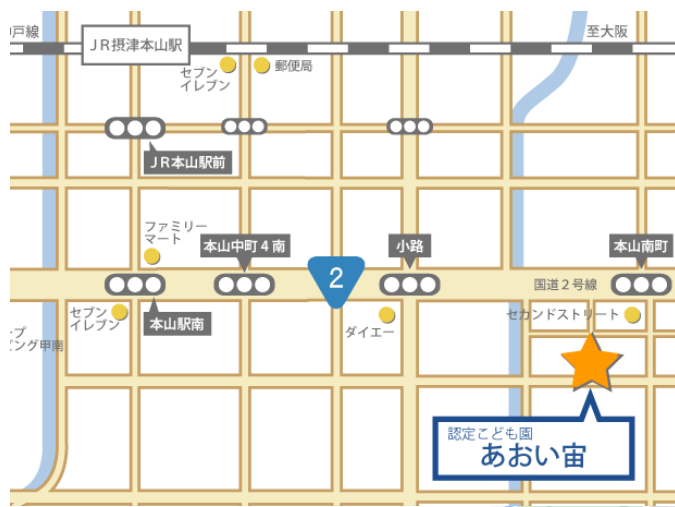 戸線
JR摂津本山駅
至大阪
セブン
イレブン
郵便局
JR本山駅前
ファミリー
マート
本山中町4南
小路
本山南町
2
国道2号線
セブン
イレブン
本山駅南
ダイエー
セカンドストリート
ープ
ピング甲南
認定こども園
あおい宙